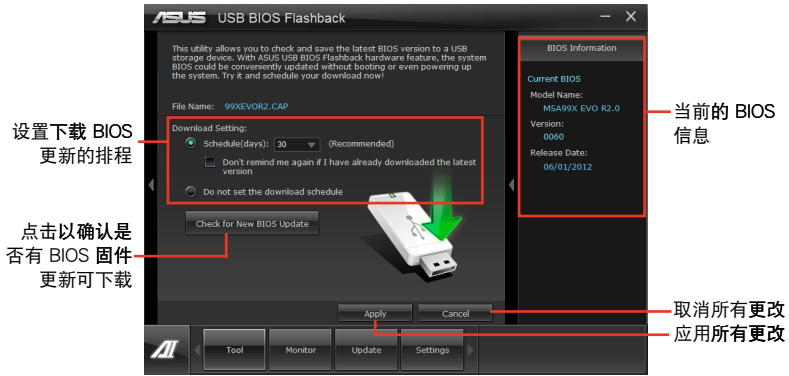 ASUS USB BIOS Flashback
This utility allows you to check and save the latest BIOS version to a USB
storage device. With ASUS USB BIOS Flashback hardware feature, the system
BIOS could be conveniently updated without booting or even powering up
the system. Try it and schedule your download now!
File Name: 99XEVOR2.CAP
Download Setting:
Schedule(days): 30 (Recommended)
Don't remind me again if I have already downloaded the latest
version
Do not set the download schedule
Check for New BIOS Update
Apply
Cancel
BIOS Information
Current BIOS
Model Name:
M5A99X EVO R2.0
Version:
0060
Release Date:
06/01/2012
Tool
Monitor
Update
Settings
设置下载 BIOS
更新的排程
点击以确认是
否有 BIOS 固件
更新可下载
当前的 BIOS
信息
取消所有更改
应用所有更改